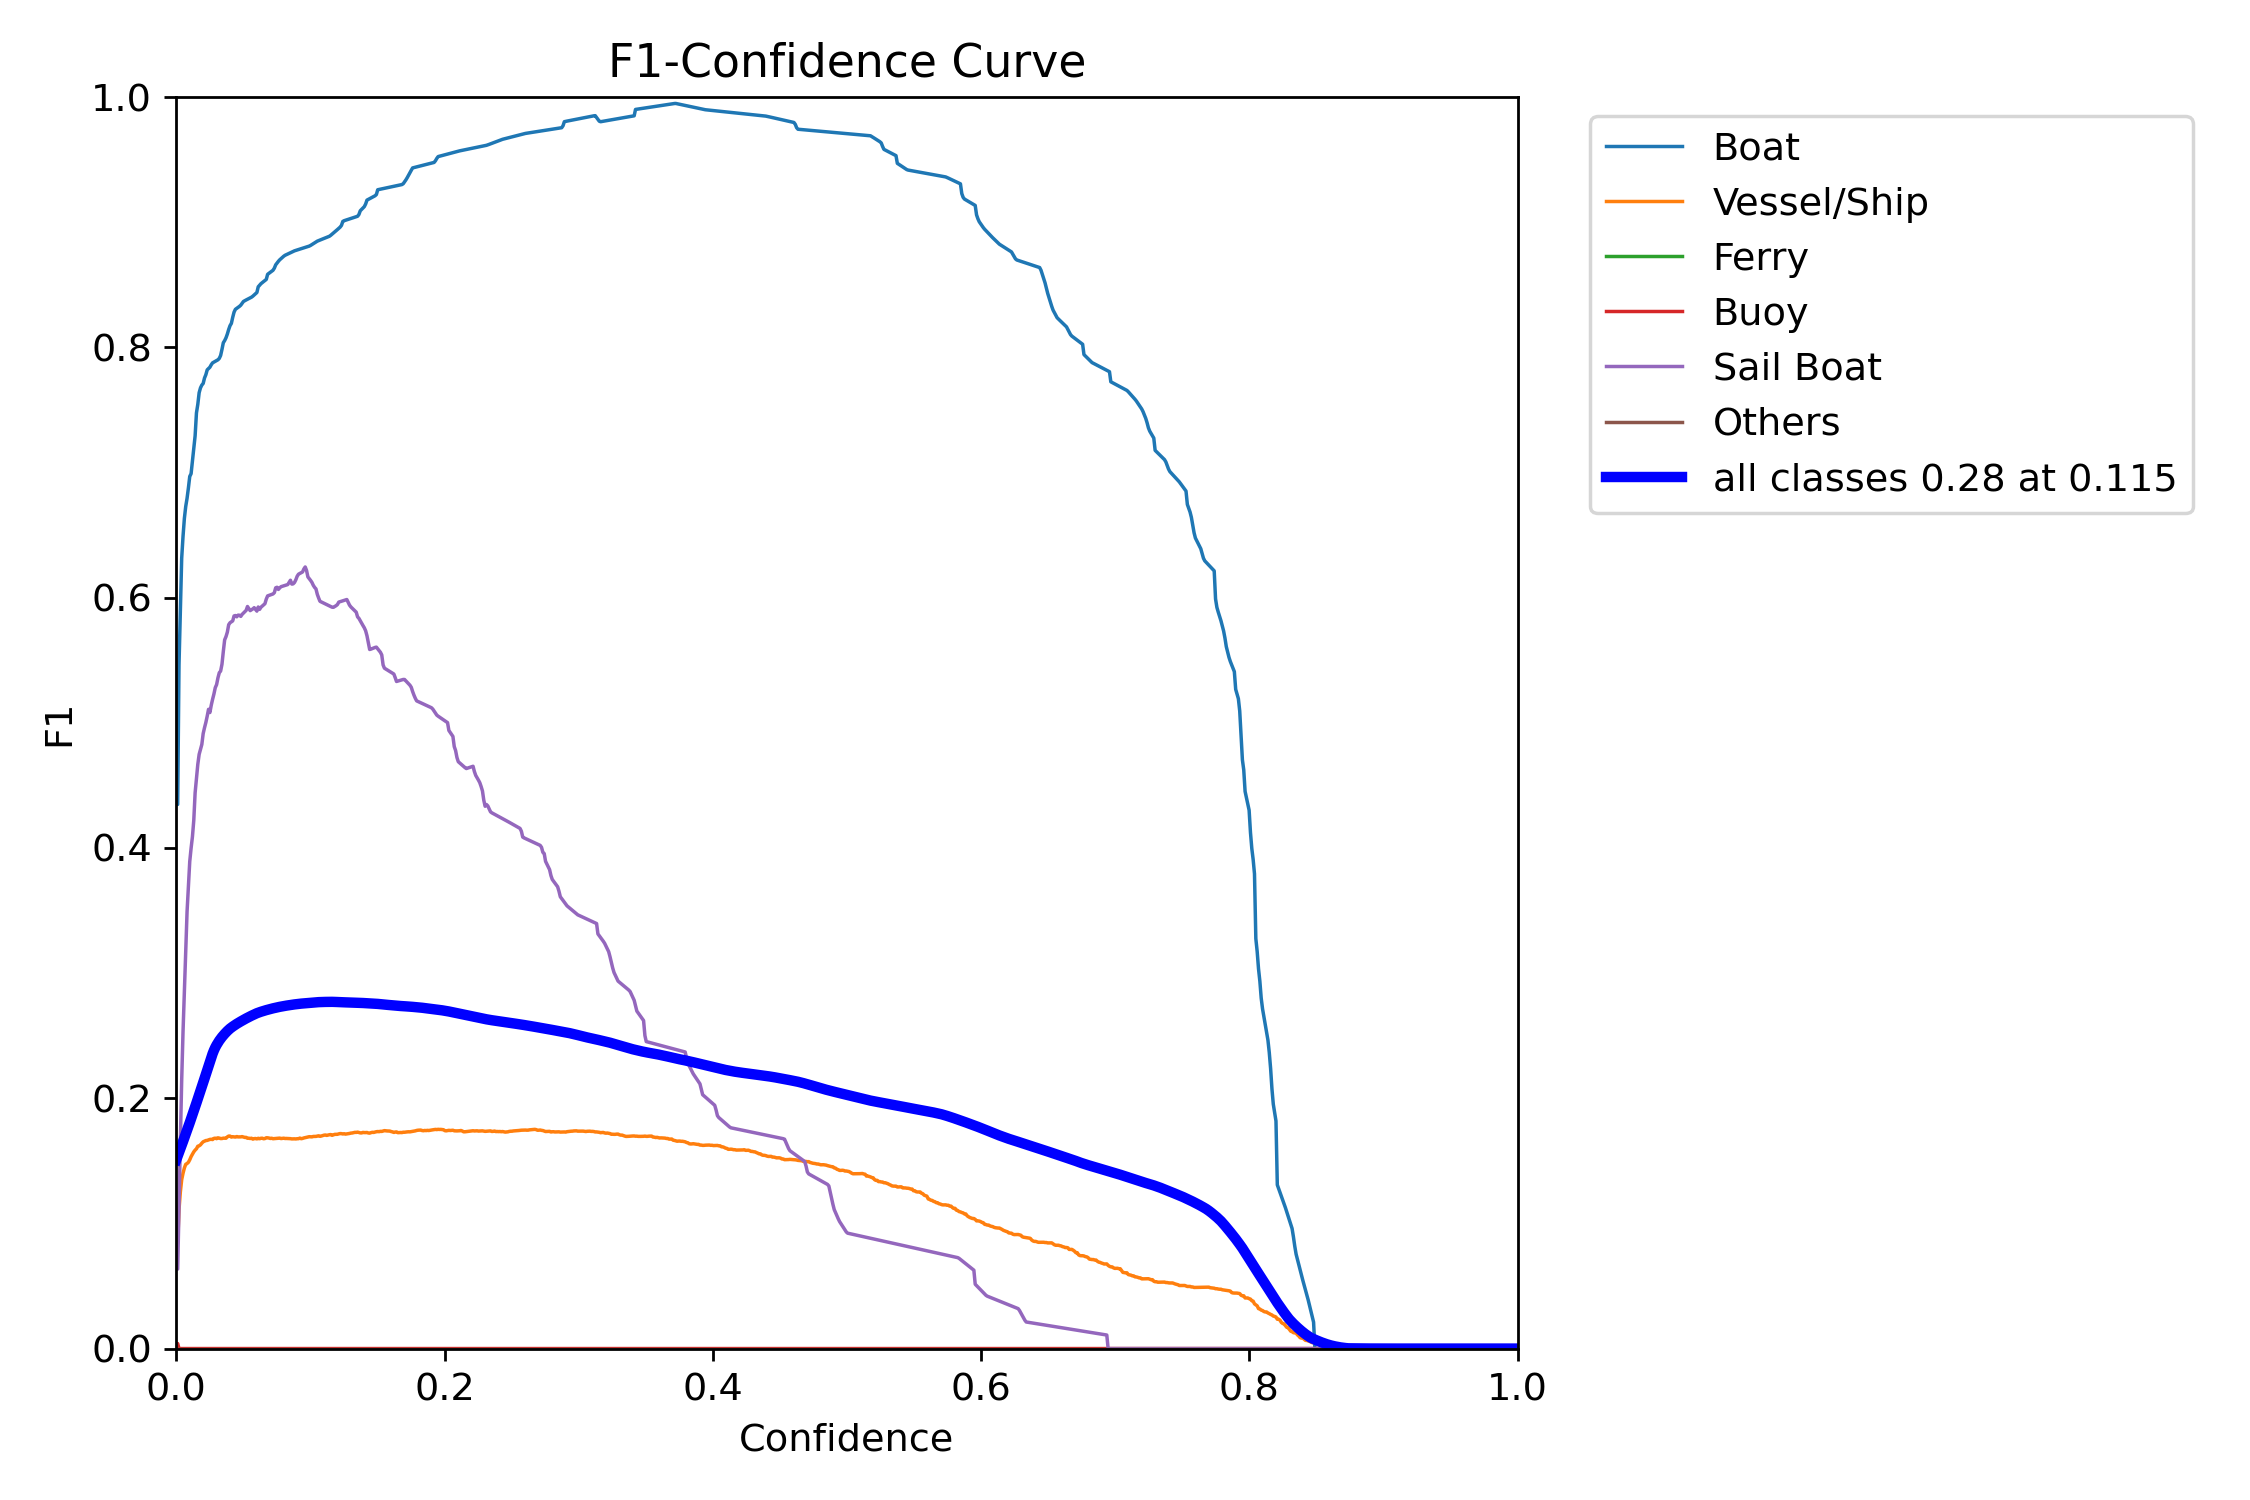 F1-Confidence Curve
1.0
0.8
0.6
0.4
0.2
0.0
F1
0.0 0.2 0.4 0.6 0.8 1.0
Confidence
Boat
Vessel/Ship
Ferry
Buoy
Sail Boat
Others
all classes 0.28 at 0.115